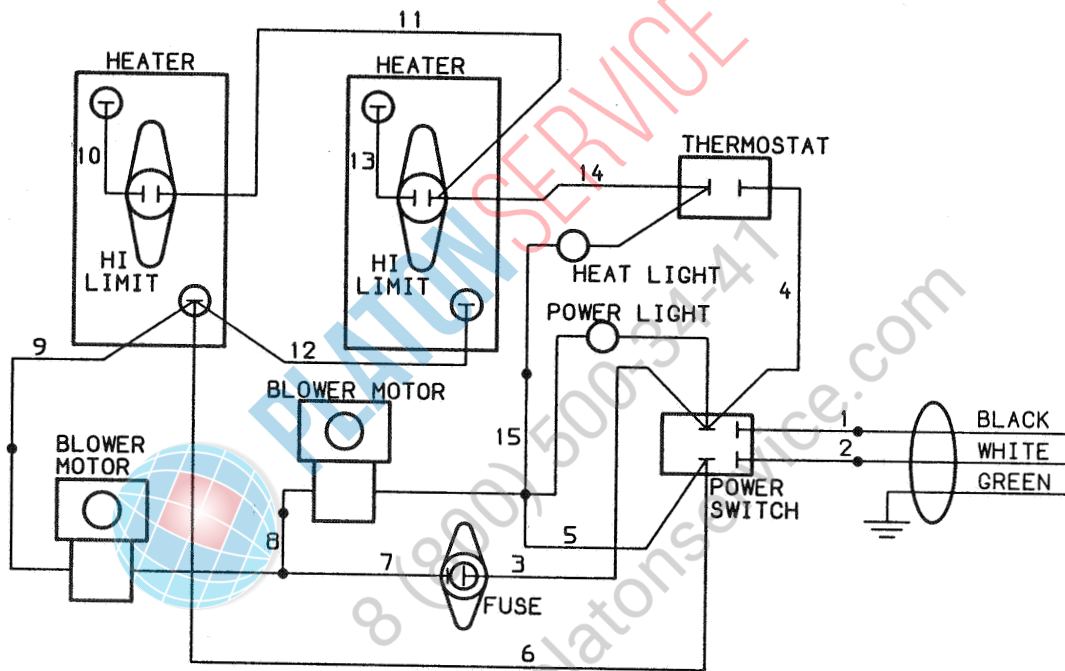 11
HEATER
HEATER
10
13
14
THERMOSTAT
HI
LIMIT
HI
LIMIT
HEAT LIGHT
4
POWER LIGHT
9
12
BLOWER MOTOR
BLOWER
MOTOR
15
1
BLACK
2
WHITE
GREEN
POWER
SWITCH
8
5
7
3
FUSE
6
PLATON SERVICE
8 (800) 500-34-41
platonservice.com